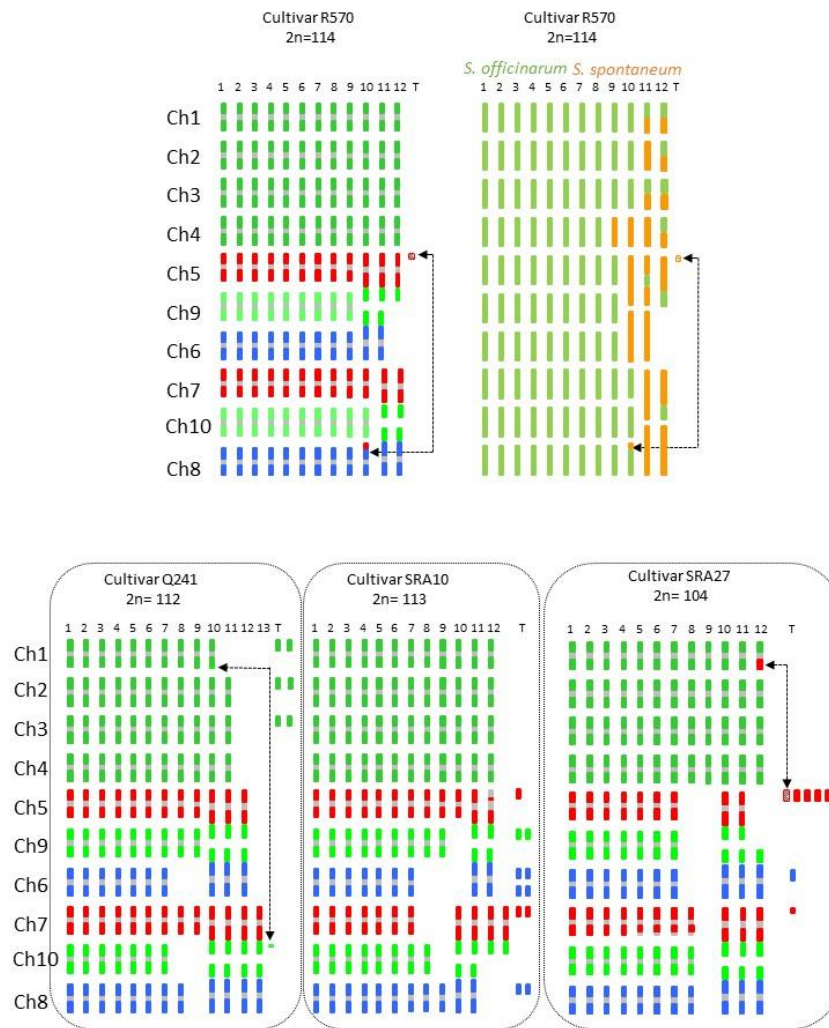 Cultivar R570
2n=114
1 2 3 4 5 6 7 8 9 10 11 12 T
Ch1
Ch2
Ch3
Ch4
Ch5
Ch9
Ch6
Ch7
Ch10
Ch8
Cultivar R570
2n=114
S. officinarum S. spontaneum
1 2 3 4 5 6 7 8 9 10 11 12 T
Cultivar Q241
2n= 112
1 2 3 4 5 6 7 8 9 10 11 12 13 T
Ch1
Ch2
Ch3
Ch4
Ch5
Ch9
Ch6
Ch7
Ch10
Ch8
Cultivar SRA10
2n= 113
1 2 3 4 5 6 7 8 9 10 11 12 T
Cultivar SRA27
2n= 104
1 2 3 4 5 6 7 8 9 10 11 12 T